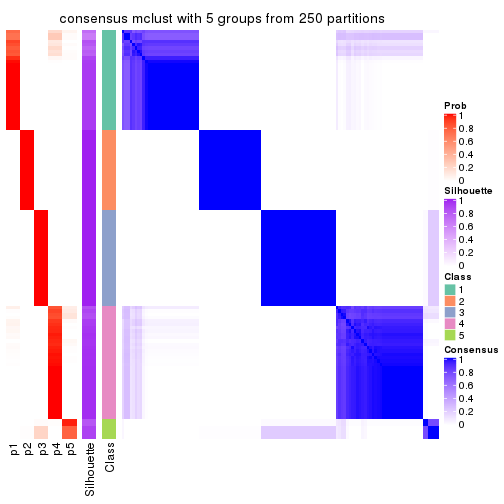 consensus mclust with 5 groups from 250 partitions
Prob
1
0.8
0.6
0.4
0.2
0
Silhouette
1
0.8
0.6
0.4
0.2
0
Class
1
2
3
4
5
Consensus
1
0.8
0.6
0.4
0.2
0
p1
p2
p3
p4
p5
Silhouette
Class